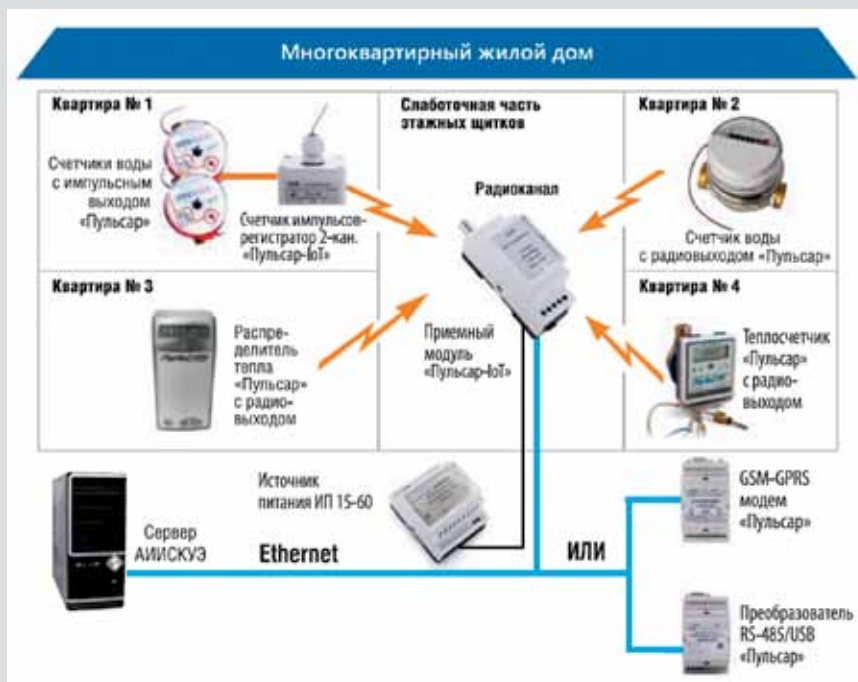 Многоквартирный жилой дом
Квартира № 1
Счетчики воды
с импульсным
выходом
«Пульсар»
Счетчик импульсов-
регистратор 2-кан.
«Пульсар-IoT»
Слаботочная часть
этажных щитков
Радиоканал
Приемный
модуль
«Пульсар-IoT»
Квартира № 2
Счетчик воды
с радиовыходом «Пульсар»
Квартира № 3
Распре-
делитель
тепла
«Пульсар»
с радио-
выходом
Квартира № 4
Теплосчетчик
«Пульсар»
с радио-
выходом
Источник
питания ИП 15-60
Сервер
АИИСКУЭ
Ethernet
ИЛИ
GSM-GPRS
модем
«Пульсар»
Преобразователь
RS-485/USB
«Пульсар»